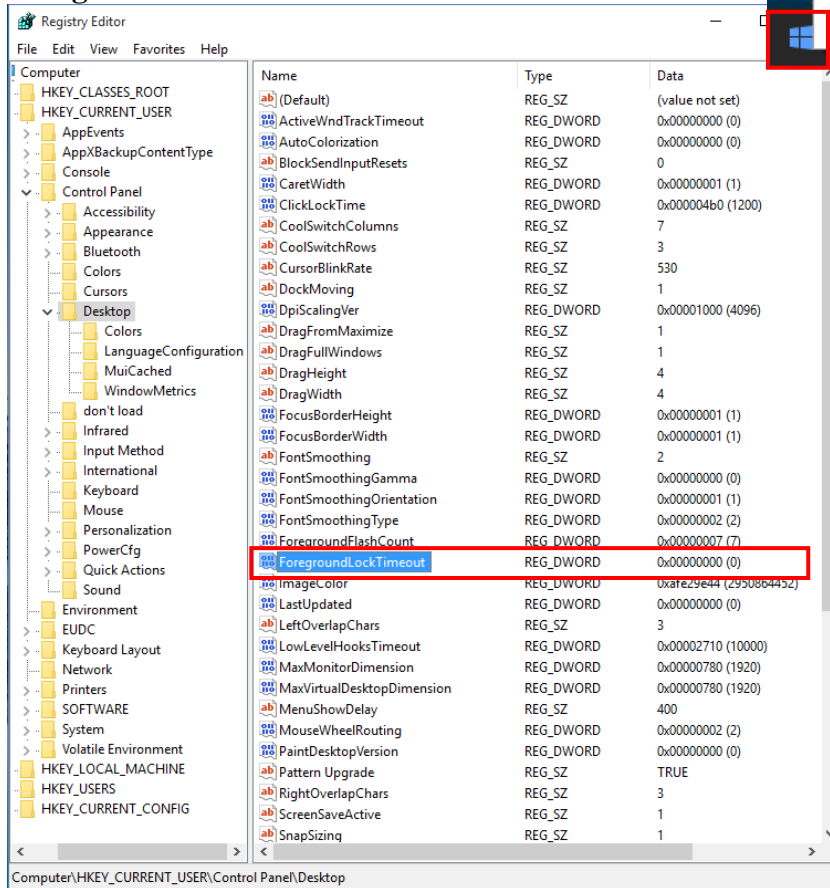 Registry Editor
File Edit View Favorites Help
Computer
HKEY_CLASSES_ROOT
HKEY_CURRENT_USER
AppEvents
AppXBackupContentType
Console
Control Panel
Accessibility
Appearance
Bluetooth
Colors
Cursors
Desktop
Colors
LanguageConfiguration
MuiCached
WindowMetrics
don't load
Infrared
Input Method
International
Keyboard
Mouse
Personalization
PowerCfg
Quick Actions
Sound
Environment
EUDC
Keyboard Layout
Network
Printers
SOFTWARE
System
Volatile Environment
HKEY_LOCAL_MACHINE
HKEY_USERS
HKEY_CURRENT_CONFIG
Name Type Data
(Default) REG_SZ (value not set)
ActiveWndTrackTimeout REG_DWORD 0x00000000 (0)
AutoColorization REG_DWORD 0x00000000 (0)
BlockSendInputResets REG_SZ 0
CaretWidth REG_DWORD 0x00000001 (1)
ClickLockTime REG_DWORD 0x000004b0 (1200)
CoolSwitchColumns REG_SZ 7
CoolSwitchRows REG_SZ 3
CursorBlinkRate REG_SZ 530
DockMoving REG_SZ 1
DpiScalingVer REG_DWORD 0x00001000 (4096)
DragFromMaximize REG_SZ 1
DragFullWindows REG_SZ 1
DragHeight REG_SZ 4
DragWidth REG_SZ 4
FocusBorderHeight REG_DWORD 0x00000001 (1)
FocusBorderWidth REG_DWORD 0x00000001 (1)
FontSmoothing REG_SZ 2
FontSmoothingGamma REG_DWORD 0x00000000 (0)
FontSmoothingOrientation REG_DWORD 0x00000001 (1)
FontSmoothingType REG_DWORD 0x00000002 (2)
ForegroundFlashCount REG_DWORD 0x00000007 (7)
ForegroundLockTimeout REG_DWORD 0x00000000 (0)
ImageColor REG_DWORD 0xafe29e44 (2950864452)
LastUpdated REG_DWORD 0x00000000 (0)
LeftOverlapChars REG_SZ 3
LowLevelHooksTimeout REG_DWORD 0x00002710 (10000)
MaxMonitorDimension REG_DWORD 0x00000780 (1920)
MaxVirtualDesktopDimension REG_DWORD 0x00000780 (1920)
MenuShowDelay REG_SZ 400
MouseWheelRouting REG_DWORD 0x00000002 (2)
PaintDesktopVersion REG_DWORD 0x00000000 (0)
Pattern Upgrade REG_SZ TRUE
RightOverlapChars REG_SZ 3
ScreenSaveActive REG_SZ 1
SnapSizing REG_SZ 1
Computer\HKEY_CURRENT_USER\Control Panel\Desktop